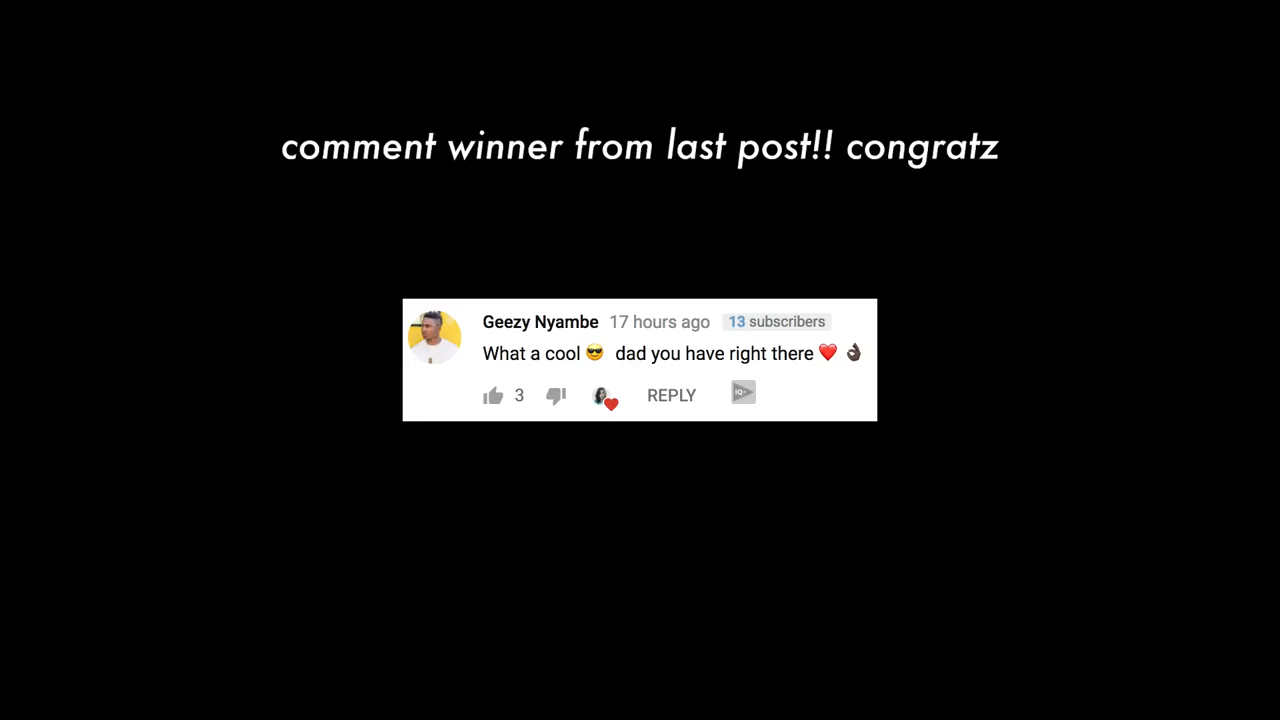 comment winner from last post!! congratz
Geezy Nyambe 17 hours ago 13 subscribers
What a cool 😎 dad you have right there ❤️ 👌🏿
3 REPLY IQ+